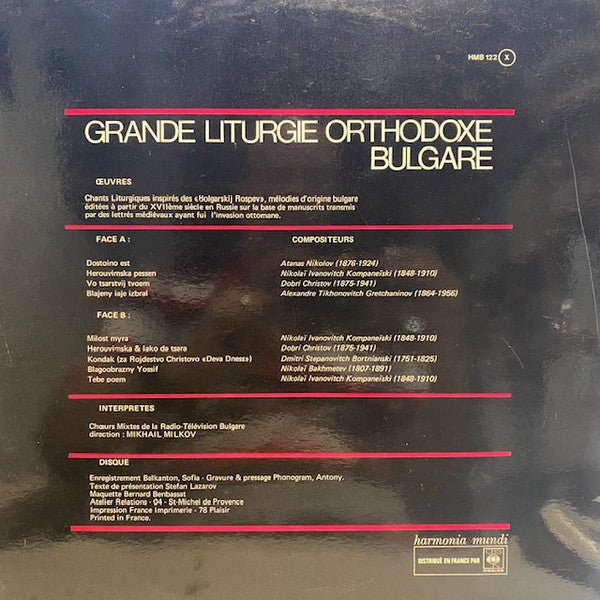 HMB 122 X
GRANDE LITURGIE ORTHODOXE
BULGARE
ŒUVRES
Chants Liturgiques inspirés des «Bolgarskij Rospev», mélodies d'origine bulgare
éditées à partir du XVIIème siècle en Russie sur la base de manuscrits transmis
par des lettrés médiévaux ayant fui l'invasion ottomane.
FACE A : COMPOSITEURS
Dostoino est Atanas Nikolov (1876-1924)
Herouvimska pessen Nikolaï Ivanovitch Kompaneïski (1848-1910)
Vo tsarstvij tvoem Dobri Christov (1875-1941)
Blajeny iaje izbral Alexandre Tikhonovitch Gretchaninov (1864-1956)
FACE B :
Milost myra Nikolaï Ivanovitch Kompaneïski (1848-1910)
Herouvimska & Iako da tsara Dobri Christov (1875-1941)
Kondak (za Rojdestvo Christovo «Deva Dness») Dmitri Stepanovitch Bortnianski (1751-1825)
Blagoobrazny Yossif Nikolaï Bakhmetev (1807-1891)
Tebe poem Nikolaï Ivanovitch Kompaneïski (1848-1910)
INTERPRETES
Chœurs Mixtes de la Radio-Télévision Bulgare
direction : MIKHAIL MILKOV
DISQUE
Enregistrement Balkanton, Sofia - Gravure & pressage Phonogram, Antony.
Texte de présentation Stefan Lazarov
Maquette Bernard Benbassat
Atelier Relations - 04 - St-Michel de Provence
Impression France Imprimerie - 78 Plaisir
Printed in France.
harmonia mundi
DISTRIBUÉ EN FRANCE PAR CBS